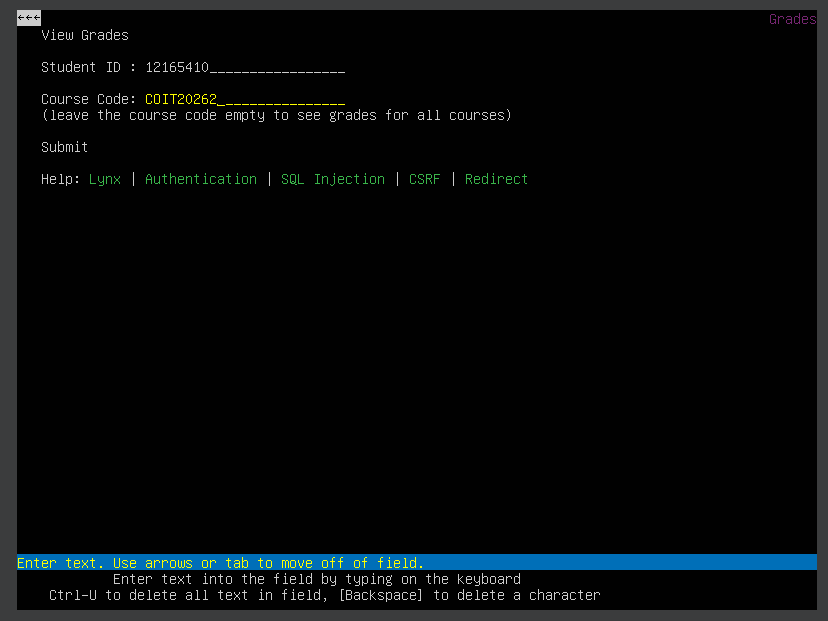 ←←← Grades
View Grades
Student ID : 12165410_________________
Course Code: COIT20262________________
(leave the course code empty to see grades for all courses)
Submit
Help: Lynx | Authentication | SQL Injection | CSRF | Redirect
Enter text. Use arrows or tab to move off of field.
Enter text into the field by typing on the keyboard
Ctrl-U to delete all text in field, [Backspace] to delete a character